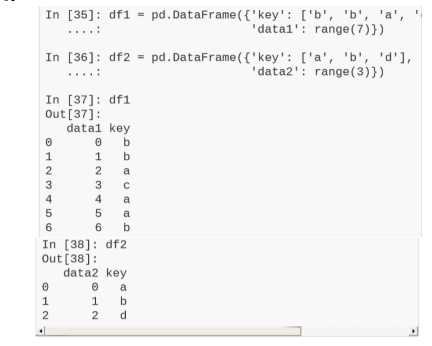 In [35]: df1 = pd.DataFrame({'key': ['b', 'b', 'a', '
   ....:                     'data1': range(7)})
In [36]: df2 = pd.DataFrame({'key': ['a', 'b', 'd'],
   ....:                     'data2': range(3)})
In [37]: df1
Out[37]:
   data1 key
0      0   b
1      1   b
2      2   a
3      3   c
4      4   a
5      5   a
6      6   b
In [38]: df2
Out[38]:
   data2 key
0      0   a
1      1   b
2      2   d